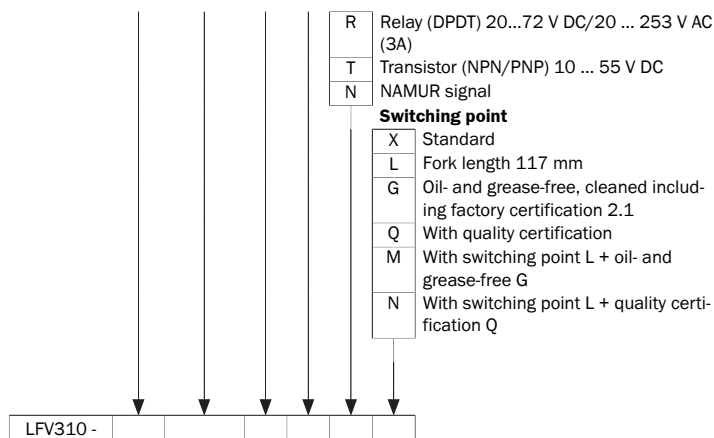 R Relay (DPDT) 20...72 V DC/20 ... 253 V AC
(3A)
T Transistor (NPN/PNP) 10 ... 55 V DC
N NAMUR signal
Switching point
X Standard
L Fork length 117 mm
G Oil- and grease-free, cleaned includ-
ing factory certification 2.1
Q With quality certification
M With switching point L + oil- and
grease-free G
N With switching point L + quality certi-
fication Q
LFV310 -